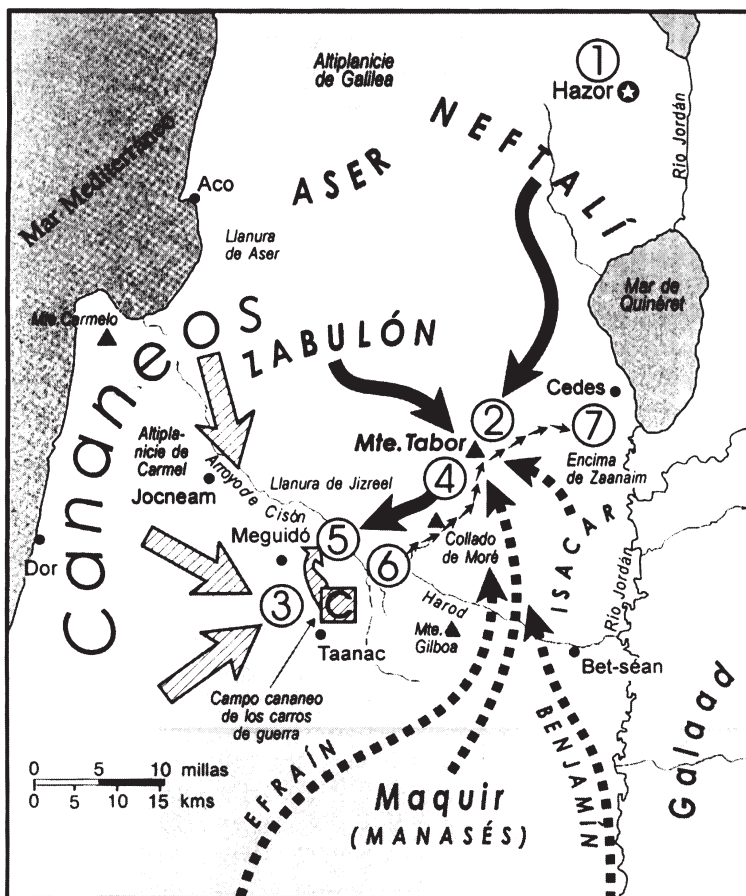 Altiplanicie
de Galilea
1
Hazor
Río Jordán
NEFTALÍ
ASER
Mar Mediterráneo
Aco
Llanura
de Aser
Mar de
Quinéret
Mte. Carmelo
Cananeos
ZABULÓN
Cedes
2
7
Mte. Tabor
Encima
de Zaanaim
4
Altipla-
nicie de
Carmel
Jocneam
Arroyo de Cisón
Llanura de Jizreel
ISACAR
5
Meguidó
Collado
de Moré
6
Dor
3
C
Harod
Río Jordán
Mte.
Gilboa
Taanac
Bet-séan
Campo cananeo
de los carros
de guerra
Galaad
EFRAÍN
BENJAMÍN
Maquir
(MANASÉS)
0 5 10 millas
0 5 10 15 kms